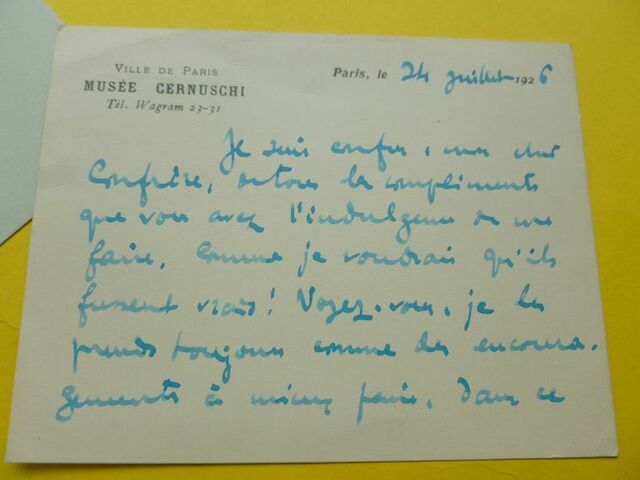 VILLE DE PARIS
MUSÉE CERNUSCHI
Tél. Wagram 23-31
Paris, le 24 juillet 1926
Je suis confus, mon cher
Confrère, de tous les compliments
que vous avez l'indulgence de me
faire. Comme je voudrais qu'ils
fussent vrais! Voyez-vous, je les
prends toujours comme des encoura-
gements à mieux faire. Dans ce